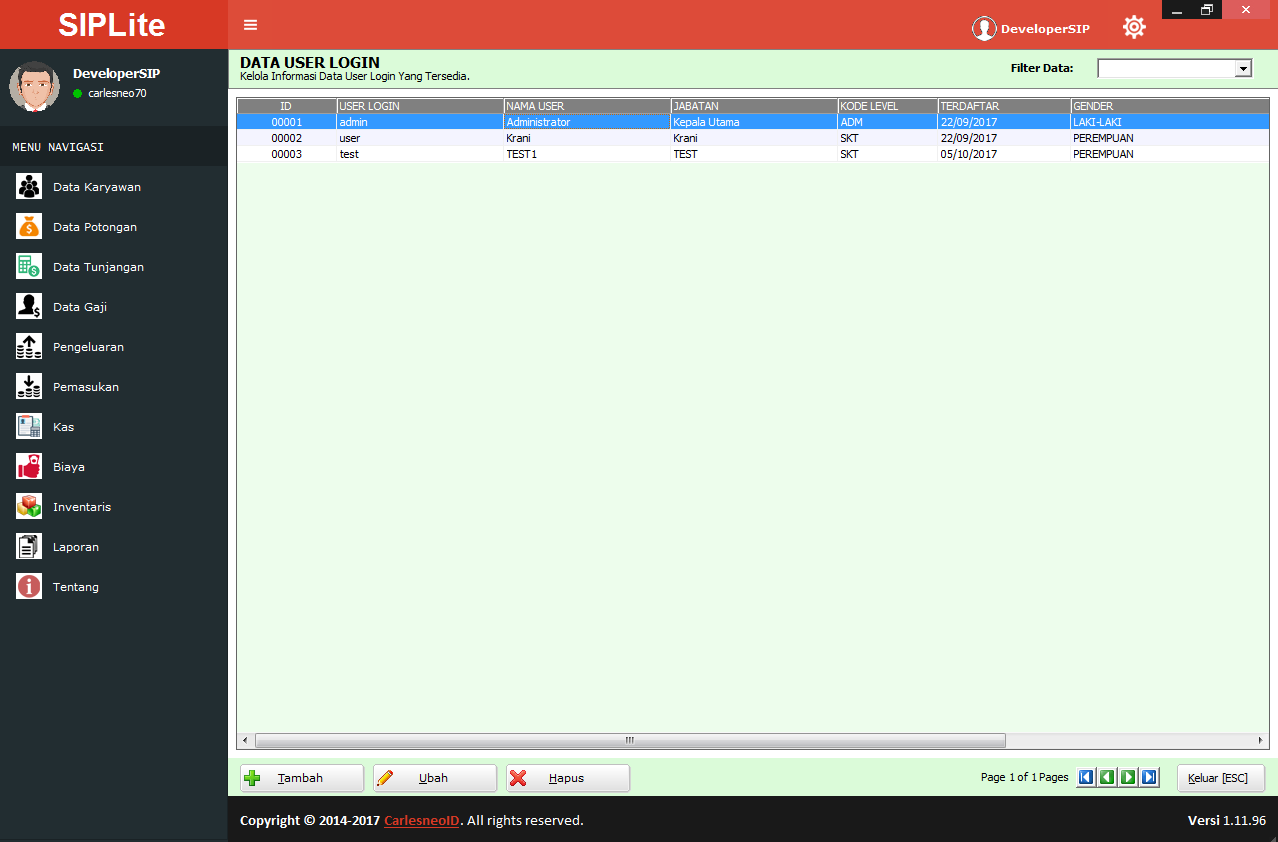 SIPLite
DeveloperSIP
DeveloperSIP
carlesneo70
MENU NAVIGASI
Data Karyawan
Data Potongan
Data Tunjangan
Data Gaji
Pengeluaran
Pemasukan
Kas
Biaya
Inventaris
Laporan
Tentang
DATA USER LOGIN
Kelola Informasi Data User Login Yang Tersedia.
Filter Data:
ID USER LOGIN NAMA USER JABATAN KODE LEVEL TERDAFTAR GENDER
00001 admin Administrator Kepala Utama ADM 22/09/2017 LAKI-LAKI
00002 user Krani Krani SKT 22/09/2017 PEREMPUAN
00003 test TEST1 TEST SKT 05/10/2017 PEREMPUAN
Tambah Ubah Hapus Page 1 of 1 Pages Keluar [ESC]
Copyright © 2014-2017 CarlesneoID. All rights reserved. Versi 1.11.96